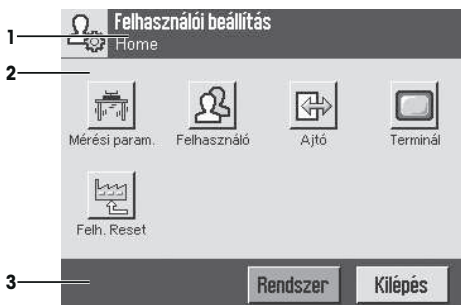 Felhasználói beállítás
1
Home
2
Mérési param. Felhasználó Ajtó Terminál
Felh. Reset
3
Rendszer Kilépés